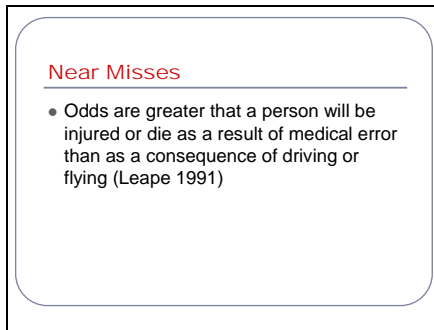 Near Misses
● Odds are greater that a person will be
injured or die as a result of medical error
than as a consequence of driving or
flying (Leape 1991)